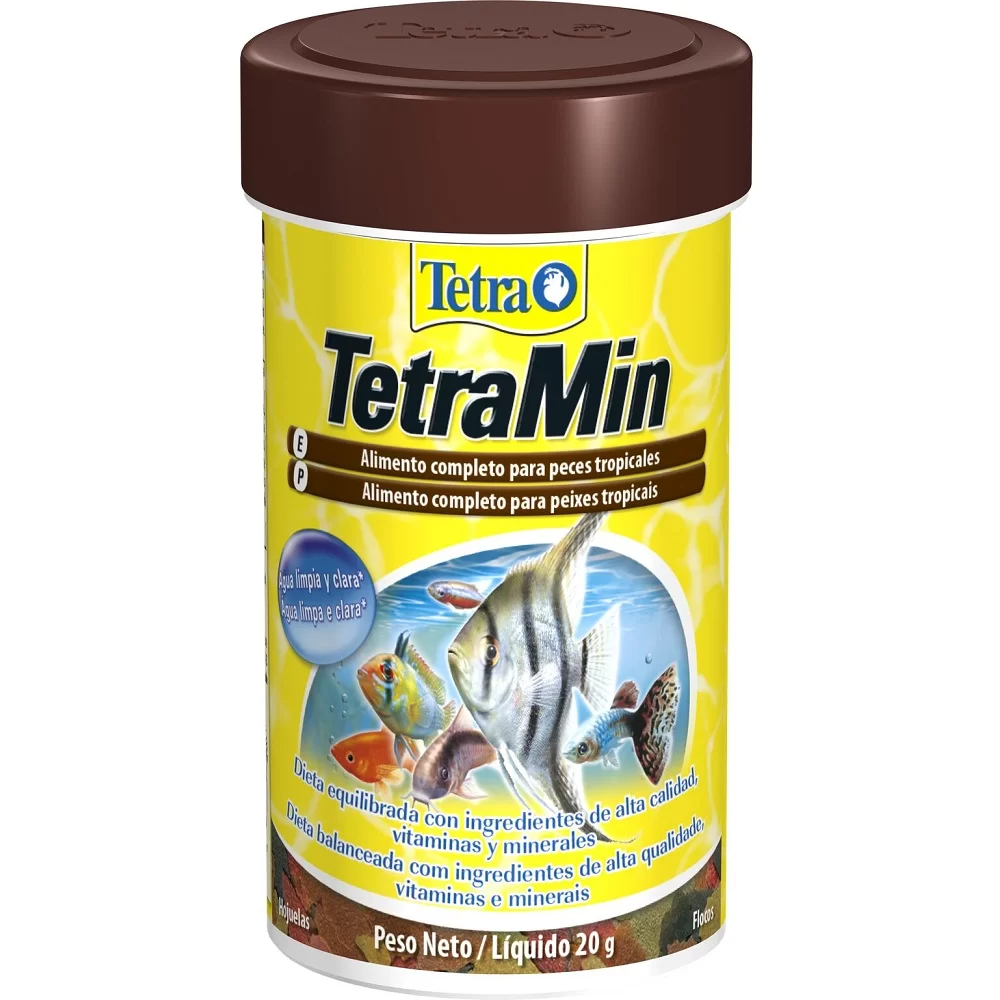 Tetra
Tetra
TetraMin
E
Alimento completo para peces tropicales
P
Alimento completo para peixes tropicais
Agua limpia y clara*
Água limpa e clara*
Dieta equilibrada con ingredientes de alta calidad,
vitaminas y minerales
Dieta balanceada com ingredientes de alta qualidade,
vitaminas e minerais
Hojuelas
Flocos
Peso Neto / Líquido 20 g